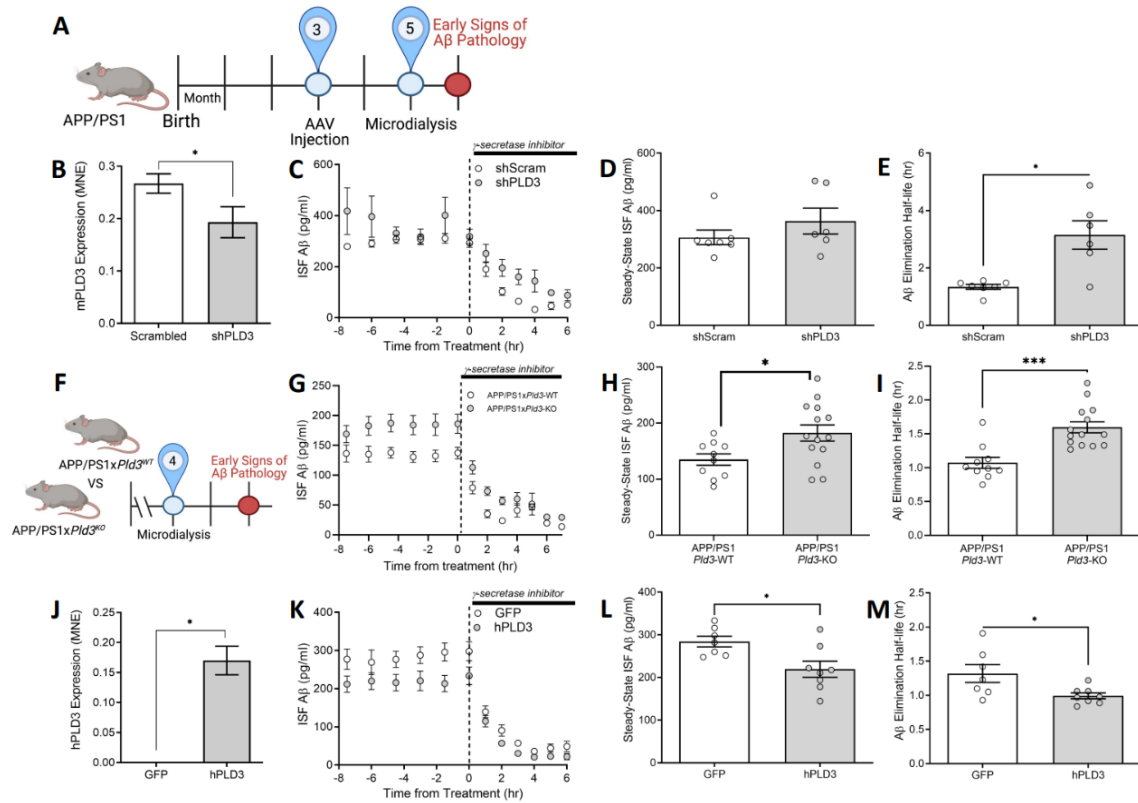 A
3
5
Early Signs of
Aβ Pathology
Month
APP/PS1
Birth
AAV
Injection
Microdialysis
B
mPLD3 Expression (MNE)
0.3
0.2
0.1
0.0
*
Scrambled
shPLD3
C
γ-secretase inhibitor
shScram
shPLD3
ISF Aβ (pg/ml)
600
400
200
0
-8 -6 -4 -2 0 2 4 6
Time from Treatment (hr)
D
Steady-State ISF Aβ (pg/ml)
600
400
200
0
shScram
shPLD3
E
Aβ Elimination Half-life (hr)
6
4
2
0
*
shScram
shPLD3
F
APP/PS1xPld3WT
VS
APP/PS1xPld3KO
4
Early Signs of
Aβ Pathology
Microdialysis
G
γ-secretase inhibitor
APP/PS1xPld3-WT
APP/PS1xPld3-KO
ISF Aβ (pg/ml)
250
200
150
100
50
0
-8 -6 -4 -2 0 2 4 6
Time from treatment (hr)
H
Steady-State ISF Aβ (pg/ml)
300
200
100
0
*
APP/PS1
Pld3-WT
APP/PS1
Pld3-KO
I
Aβ Elimination Half-life (hr)
2.5
2.0
1.5
1.0
0.5
0.0
***
APP/PS1
Pld3-WT
APP/PS1
Pld3-KO
J
hPLD3 Expression (MNE)
0.25
0.20
0.15
0.10
0.05
0.00
*
GFP
hPLD3
K
γ-secretase inhibitor
GFP
hPLD3
ISF Aβ (pg/ml)
400
300
200
100
0
-8 -6 -4 -2 0 2 4 6
Time from Treatment (hr)
L
Steady-State ISF Aβ (pg/ml)
400
300
200
100
0
*
GFP
hPLD3
M
Aβ Elimination Half-life (hr)
2.5
2.0
1.5
1.0
0.5
0.0
*
GFP
hPLD3